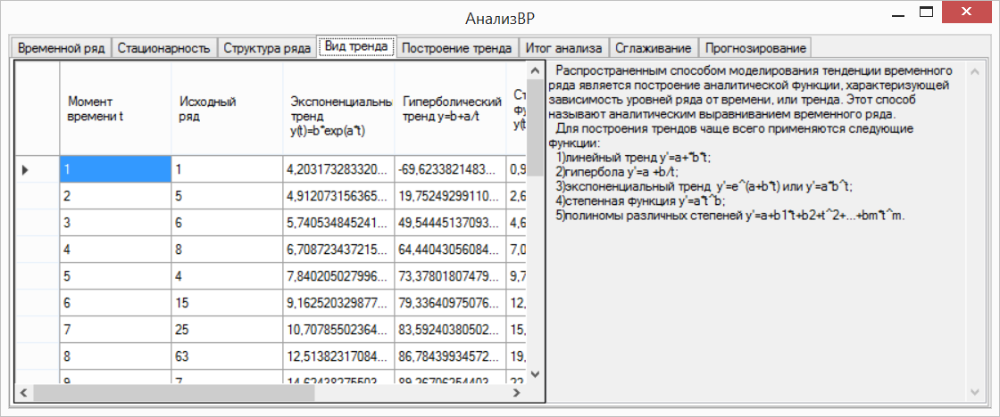 АнализВР
Временной ряд Стационарность Структура ряда Вид тренда Построение тренда Итог анализа Сглаживание Прогнозирование
Момент времени t Исходный ряд Экспоненциальнь тренд y(t)=b*exp(a*t) Гиперболический тренд y=b+a/t Ст фу y(t
1 1 4,203173283320... -69,6233821483... 0,9
2 5 4,912073156365... 19,75249299110... 2,6
3 6 5,740534845241... 49,54445137093... 4,6
4 8 6,708723437215... 64,44043056084... 7,0
5 4 7,840205027996... 73,37801807479... 9,7
6 15 9,162520329877... 79,33640975076... 12,
7 25 10,70785502364... 83,59240380502... 15,
8 63 12,51382317084... 86,78439934572... 19,
9 7 14,62438275503... 89,26706254403... 22
Распространенным способом моделирования тенденции временного
ряда является построение аналитической функции, характеризующей
зависимость уровней ряда от времени, или тренда. Этот способ
называют аналитическим выравниванием временного ряда.
Для построения трендов чаще всего применяются следующие
функции:
1)линейный тренд y'=a+*b*t;
2)гипербола y'=a +b/t;
3)экспоненциальный тренд y'=e^(a+b*t) или y'=a*b^t;
4)степенная функция y'=a*t^b;
5)полиномы различных степеней y'=a+b1*t+b2+t^2+...+bm*t^m.